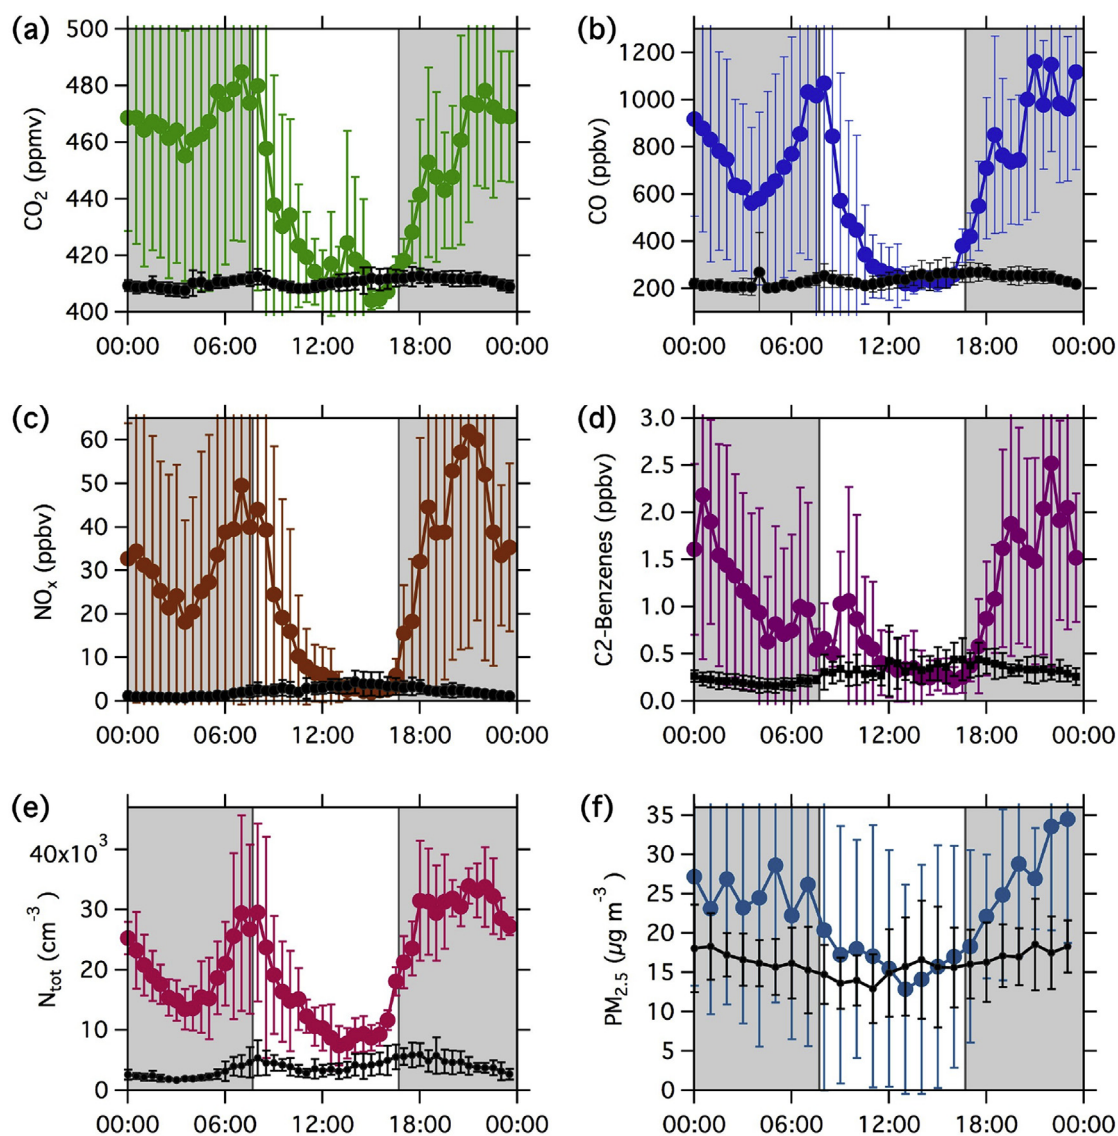 (a)
CO2 (ppmv)
500
480
460
440
420
400
00:00 06:00 12:00 18:00 00:00
(b)
CO (ppbv)
1200
1000
800
600
400
200
00:00 06:00 12:00 18:00 00:00
(c)
NOx (ppbv)
60
50
40
30
20
10
0
00:00 06:00 12:00 18:00 00:00
(d)
C2-Benzenes (ppbv)
3.0
2.5
2.0
1.5
1.0
0.5
0.0
00:00 06:00 12:00 18:00 00:00
(e)
Ntot (cm-3)
40x10³
30
20
10
0
00:00 06:00 12:00 18:00 00:00
(f)
PM2.5 (µg m-3)
35
30
25
20
15
10
5
0
00:00 06:00 12:00 18:00 00:00